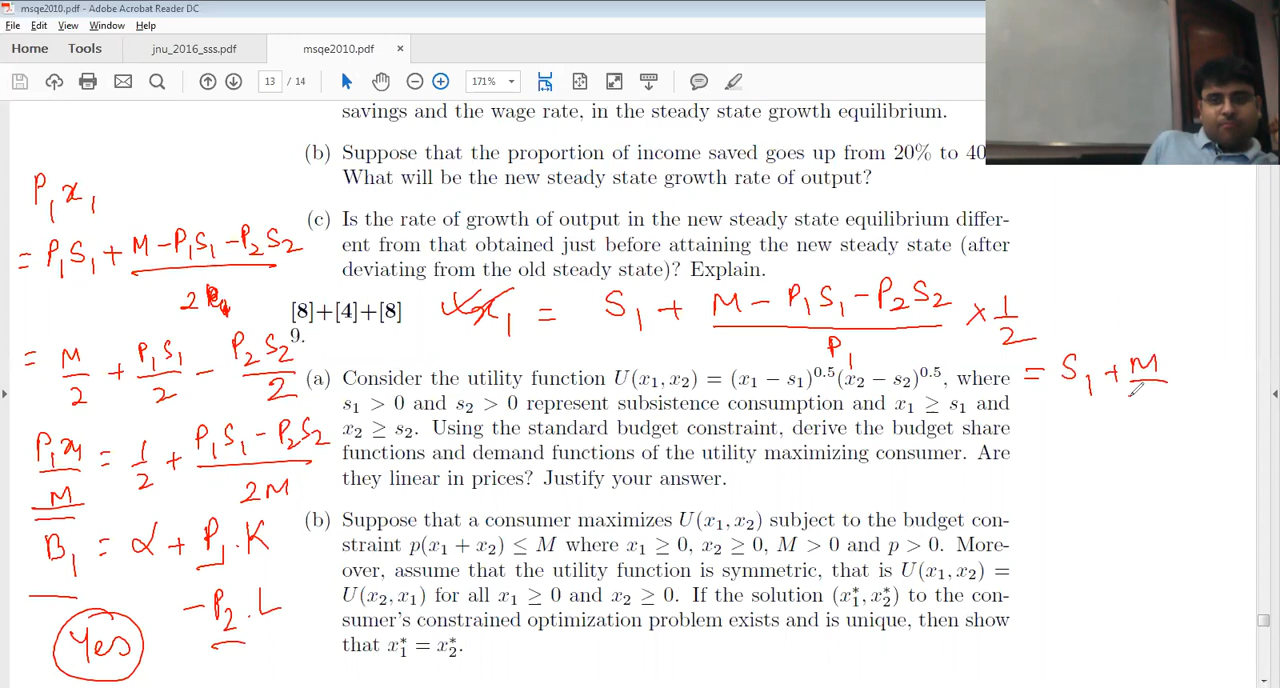 msqe2010.pdf - Adobe Acrobat Reader DC
File Edit View Window Help
Home Tools jnu_2016_sss.pdf msqe2010.pdf ×
13 / 14 171%
savings and the wage rate, in the steady state growth equilibrium.
(b) Suppose that the proportion of income saved goes up from 20% to 40
What will be the new steady state growth rate of output?
(c) Is the rate of growth of output in the new steady state equilibrium differ-
ent from that obtained just before attaining the new steady state (after
deviating from the old steady state)? Explain.
[8]+[4]+[8]
9.
(a) Consider the utility function U(x₁, x₂) = (x₁ − s₁)^0.5(x₂ − s₂)^0.5, where
s₁ > 0 and s₂ > 0 represent subsistence consumption and x₁ ≥ s₁ and
x₂ ≥ s₂. Using the standard budget constraint, derive the budget share
functions and demand functions of the utility maximizing consumer. Are
they linear in prices? Justify your answer.
(b) Suppose that a consumer maximizes U(x₁, x₂) subject to the budget con-
straint p(x₁ + x₂) ≤ M where x₁ ≥ 0, x₂ ≥ 0, M > 0 and p > 0. More-
over, assume that the utility function is symmetric, that is U(x₁, x₂) =
U(x₂, x₁) for all x₁ ≥ 0 and x₂ ≥ 0. If the solution (x₁*, x₂*) to the con-
sumer's constrained optimization problem exists and is unique, then show
that x₁* = x₂*.
P₁x₁
= P₁S₁ + (M − P₁S₁ − P₂S₂) / 2
= M/2 + P₁S₁/2 − P₂S₂/2
P₁x₁/M = 1/2 + (P₁S₁ − P₂S₂)/2M
B₁ = α + P₁.K
− P₂.L
Yes
x₁ = S₁ + (M − P₁S₁ − P₂S₂)/P₁ × 1/2
= S₁ + M